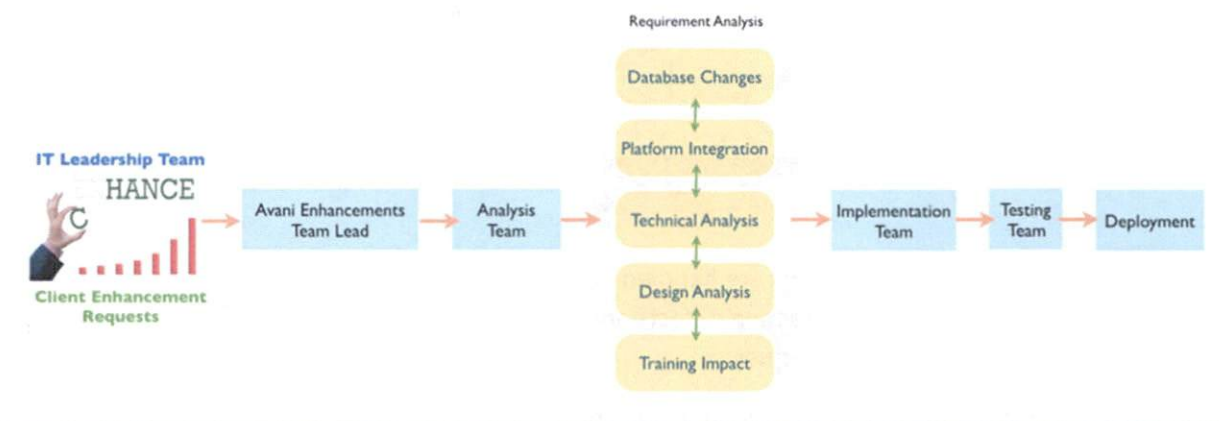 Requirement Analysis
Database Changes
Platform Integration
IT Leadership Team
C HANCE
Avani Enhancements
Team Lead
Analysis
Team
Technical Analysis
Implementation
Team
Testing
Team
Deployment
Client Enhancement
Requests
Design Analysis
Training Impact